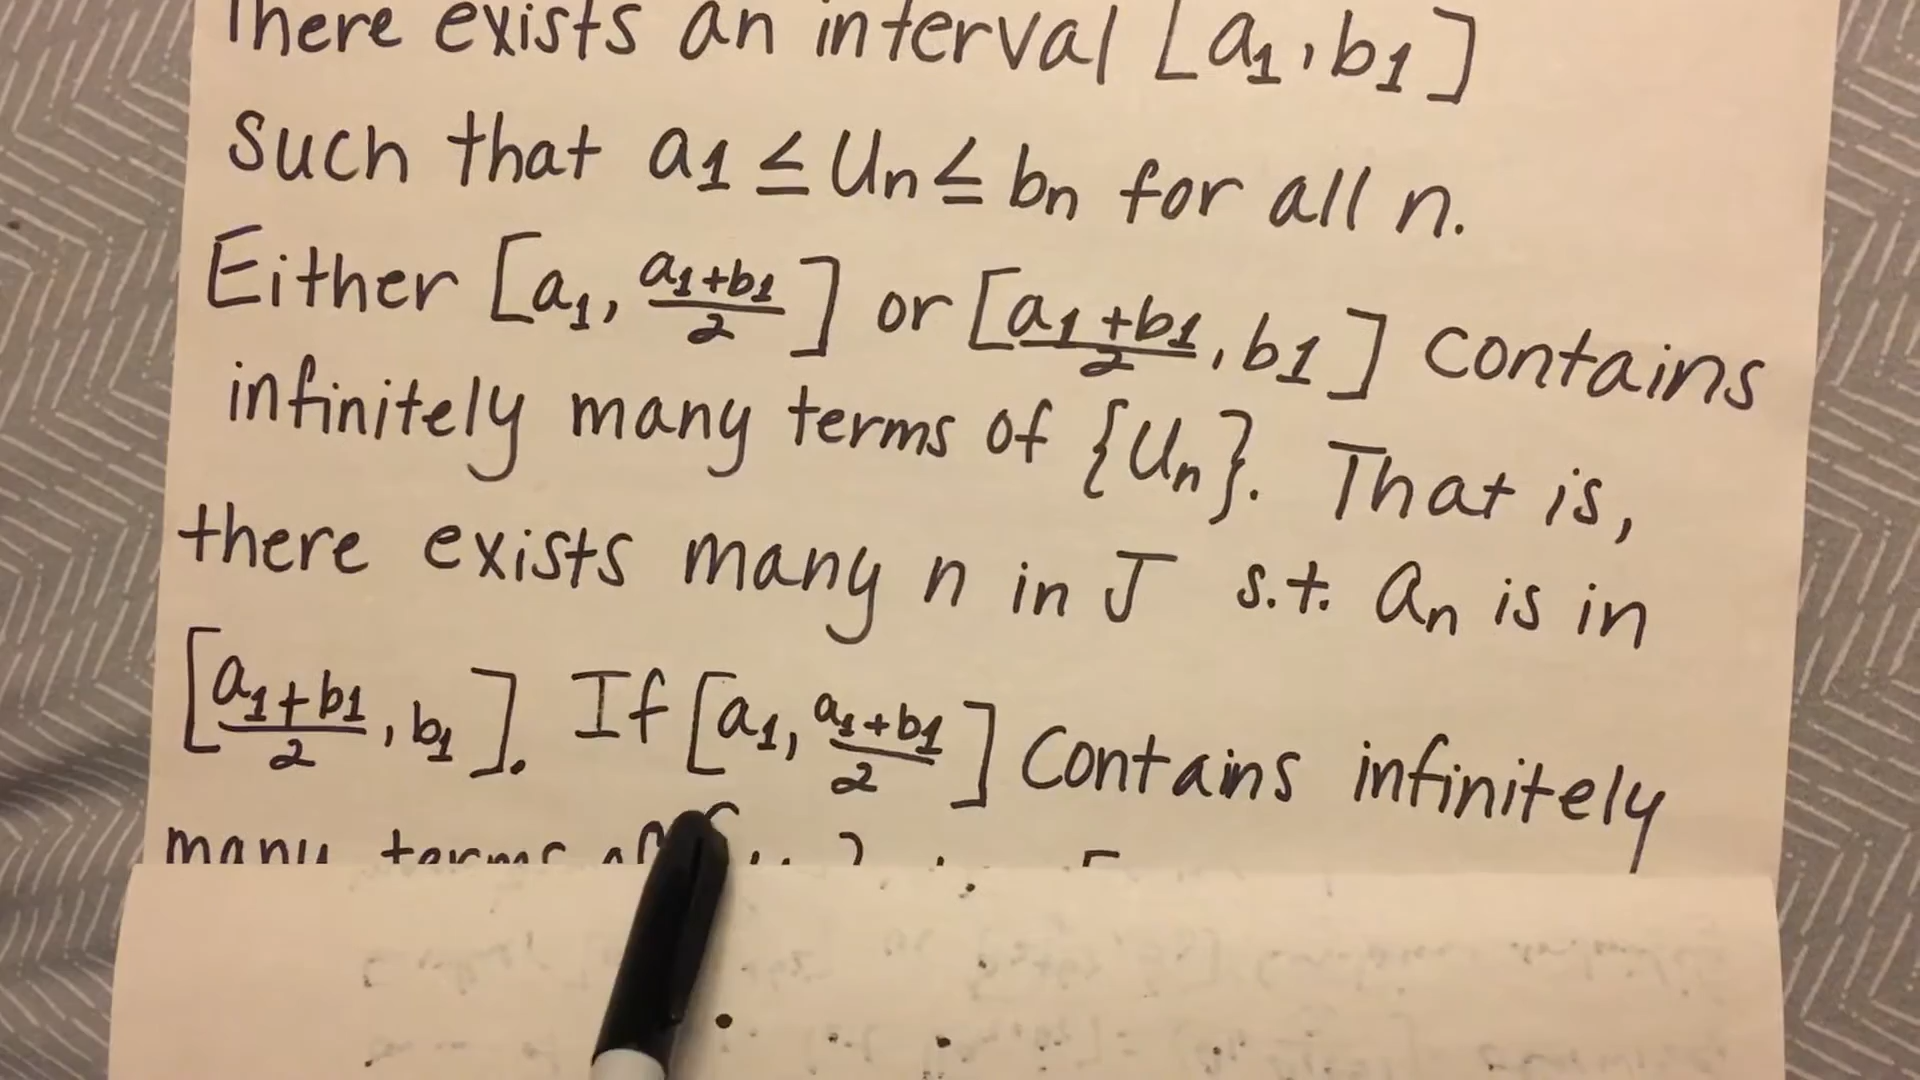 There exists an interval [a₁, b₁]
such that a₁ ≤ Uₙ ≤ bₙ for all n.
Either [a₁, (a₁+b₁)/2] or [(a₁+b₁)/2, b₁] contains
infinitely many terms of {Uₙ}. That is,
there exists many n in J s.t. aₙ is in
[(a₁+b₁)/2, b₁]. If [a₁, (a₁+b₁)/2] contains infinitely
many terms